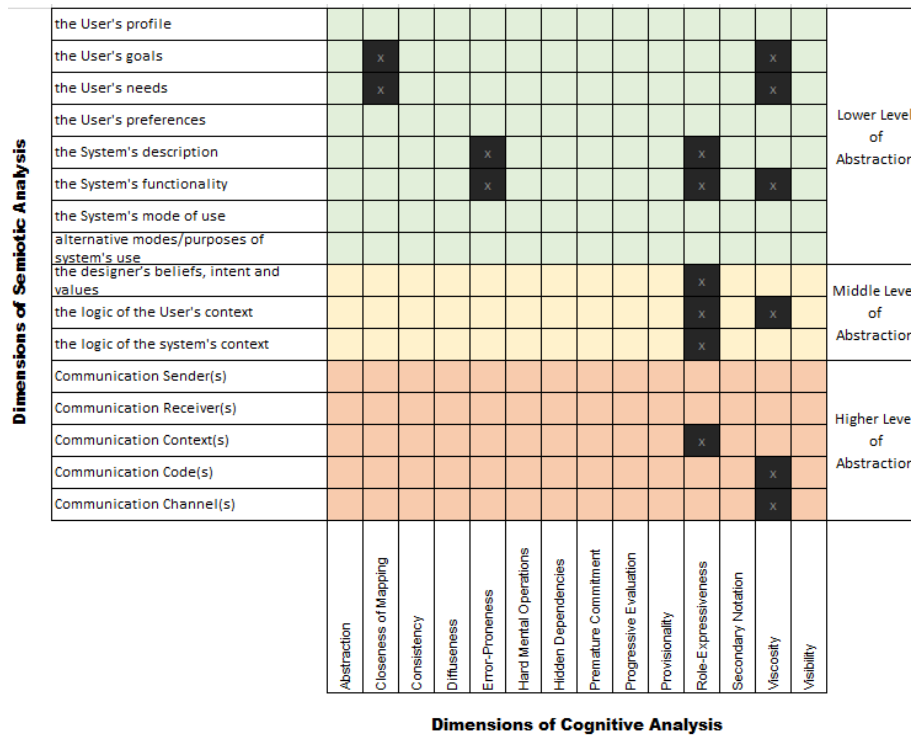 the User's profile
the User's goals x x
the User's needs x x
the User's preferences
the System's description x x
the System's functionality x x x
the System's mode of use
alternative modes/purposes of
system's use
Lower Level
of
Abstraction
the designer's beliefs, intent and
values x
the logic of the User's context x x
the logic of the system's context x
Middle Level
of
Abstraction
Communication Sender(s)
Communication Receiver(s)
Communication Context(s) x
Communication Code(s) x
Communication Channel(s) x
Higher Level
of
Abstraction
Dimensions of Semiotic Analysis
Abstraction
Closeness of Mapping
Consistency
Diffuseness
Error-Proneness
Hard Mental Operations
Hidden Dependencies
Premature Commitment
Progressive Evaluation
Provisionality
Role-Expressiveness
Secondary Notation
Viscosity
Visibility
Dimensions of Cognitive Analysis